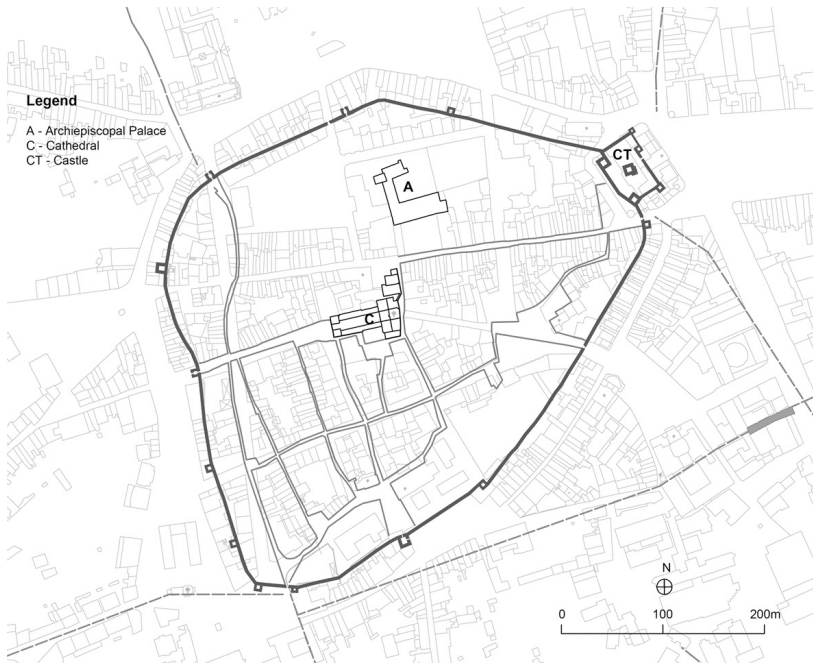 Legend
A - Archiepiscopal Palace
C - Cathedral
CT - Castle
CT
A
C
N
0 100 200m